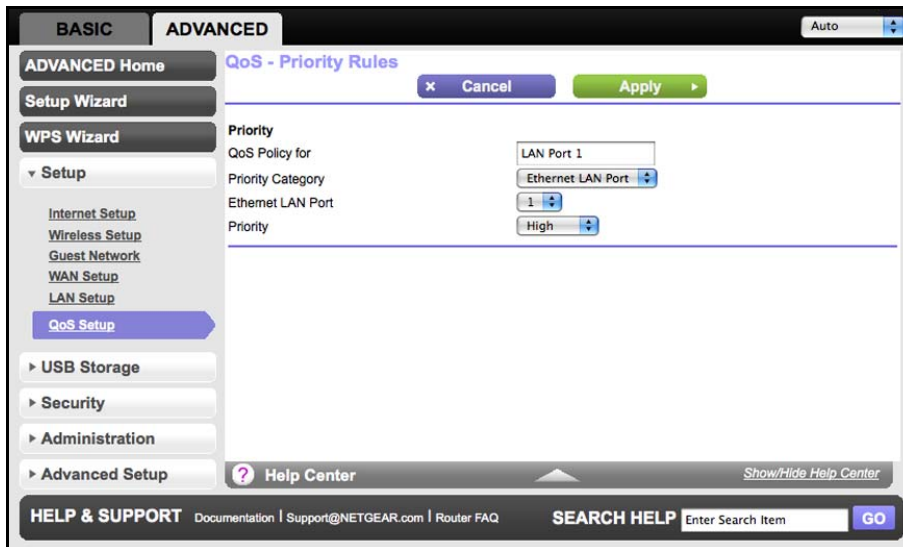 BASIC
ADVANCED
Auto
ADVANCED Home
Setup Wizard
WPS Wizard
Setup
Internet Setup
Wireless Setup
Guest Network
WAN Setup
LAN Setup
QoS Setup
USB Storage
Security
Administration
Advanced Setup
QoS - Priority Rules
× Cancel
Apply
Priority
QoS Policy for LAN Port 1
Priority Category Ethernet LAN Port
Ethernet LAN Port 1
Priority High
? Help Center
Show/Hide Help Center
HELP & SUPPORT Documentation | Support@NETGEAR.com | Router FAQ
SEARCH HELP Enter Search Item GO